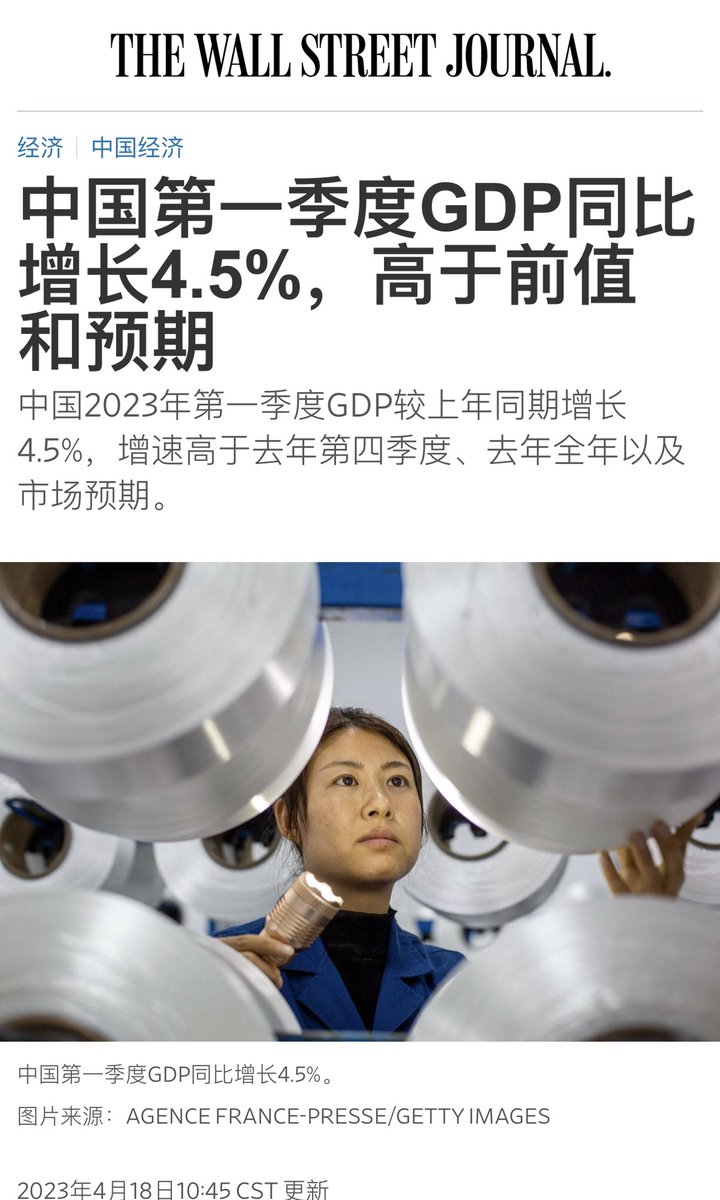 THE WALL STREET JOURNAL.
经济 | 中国经济
中国第一季度GDP同比
增长4.5%，高于前值
和预期
中国2023年第一季度GDP较上年同期增长
4.5%，增速高于去年第四季度、去年全年以及
市场预期。
中国第一季度GDP同比增长4.5%。
图片来源：AGENCE FRANCE-PRESSE/GETTY IMAGES
2023年4月18日10:45 CST 更新